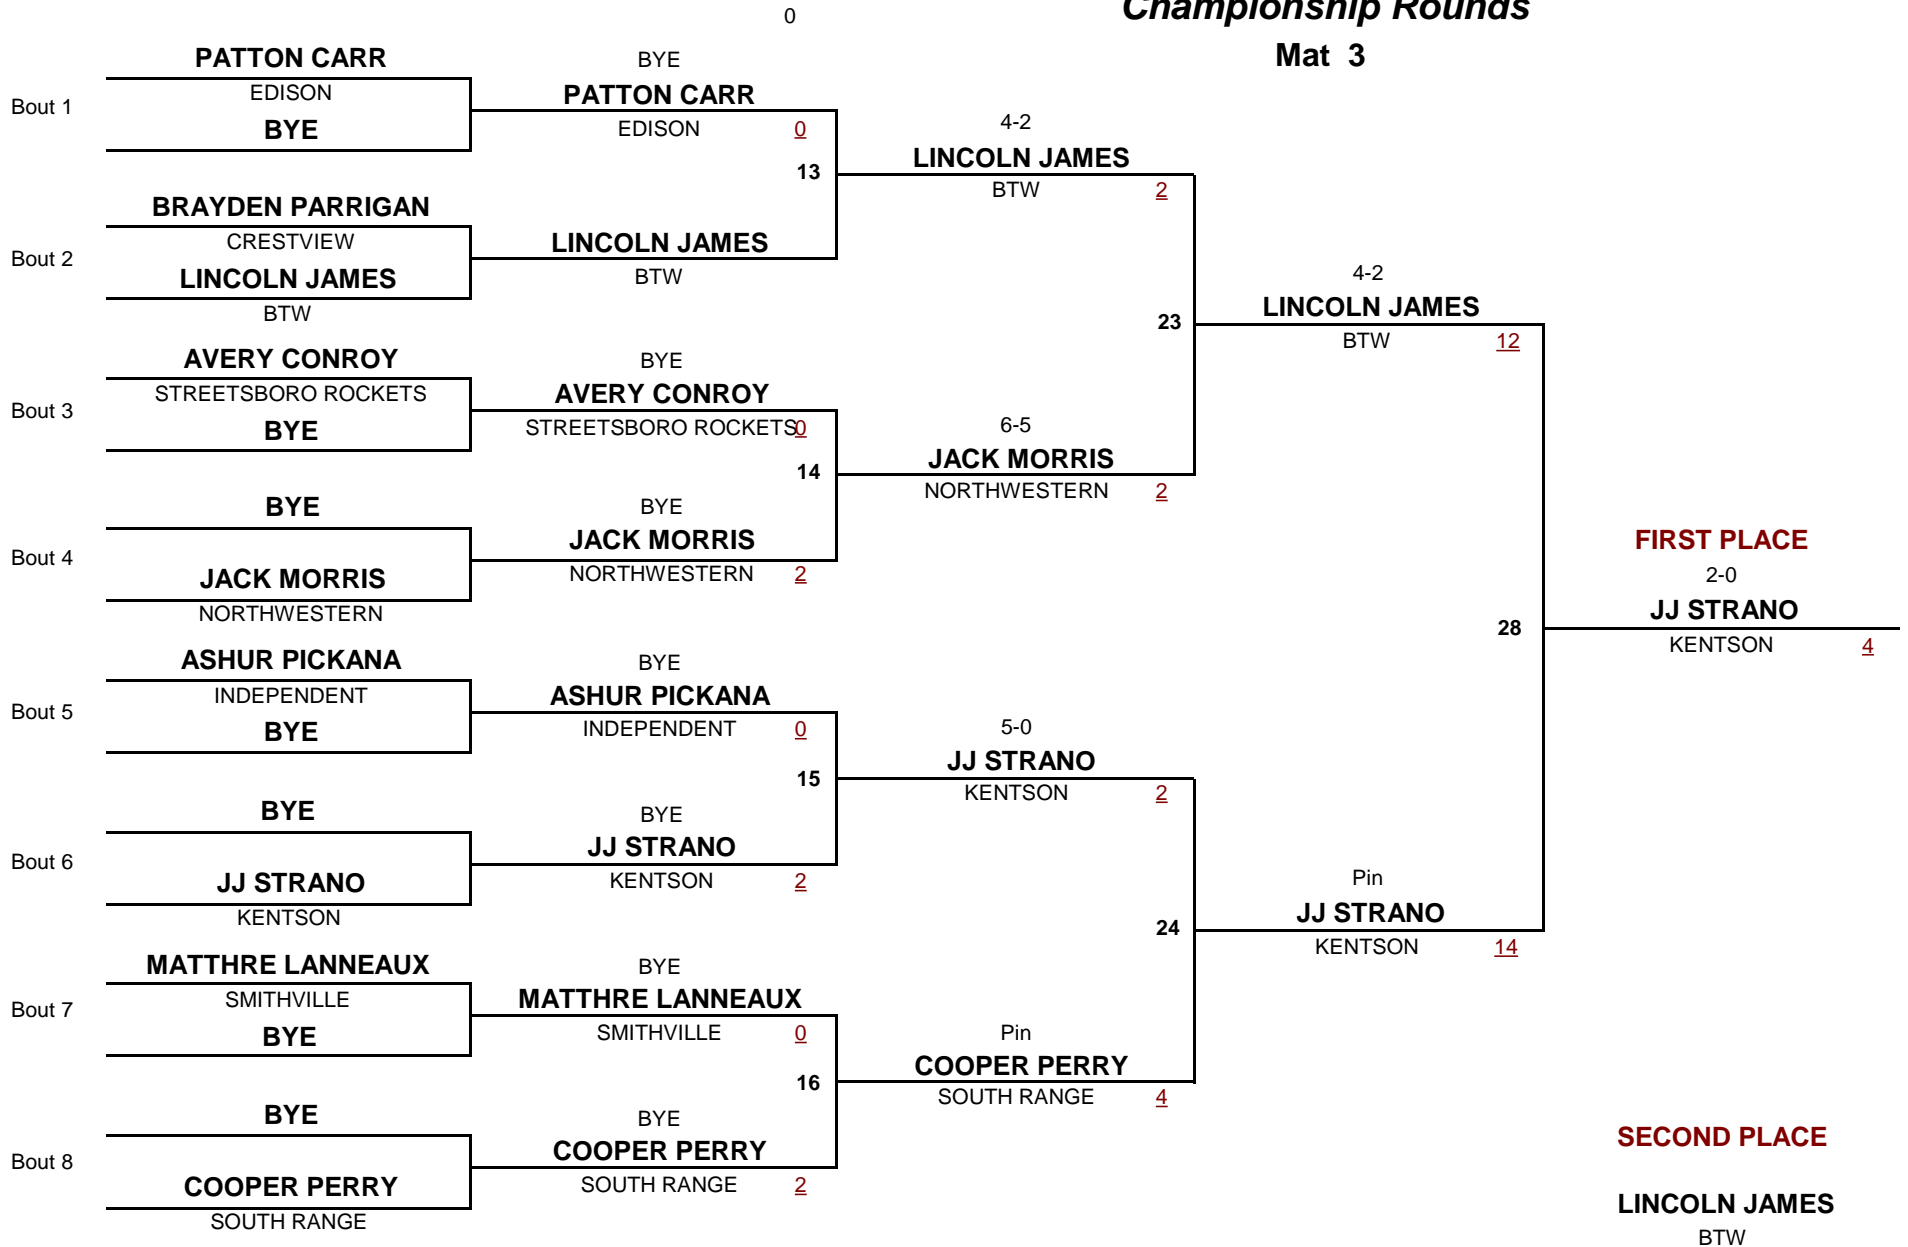 0
Championship Rounds
Mat 3
PATTON CARR
EDISON
Bout 1
BYE
BRAYDEN PARRIGAN
CRESTVIEW
Bout 2
LINCOLN JAMES
BTW
AVERY CONROY
STREETSBORO ROCKETS
Bout 3
BYE
BYE
Bout 4
JACK MORRIS
NORTHWESTERN
ASHUR PICKANA
INDEPENDENT
Bout 5
BYE
BYE
Bout 6
JJ STRANO
KENTSON
MATTHRE LANNEAUX
SMITHVILLE
Bout 7
BYE
BYE
Bout 8
COOPER PERRY
SOUTH RANGE
BYE
PATTON CARR
EDISON 0
13
LINCOLN JAMES
BTW
BYE
AVERY CONROY
STREETSBORO ROCKETS 0
14
BYE
JACK MORRIS
NORTHWESTERN 2
BYE
ASHUR PICKANA
INDEPENDENT 0
15
BYE
JJ STRANO
KENTSON 2
BYE
MATTHRE LANNEAUX
SMITHVILLE 0
16
BYE
COOPER PERRY
SOUTH RANGE 2
4-2
LINCOLN JAMES
BTW 2
23
6-5
JACK MORRIS
NORTHWESTERN 2
5-0
JJ STRANO
KENTSON 2
24
Pin
COOPER PERRY
SOUTH RANGE 4
4-2
LINCOLN JAMES
BTW 12
28
Pin
JJ STRANO
KENTSON 14
FIRST PLACE
2-0
JJ STRANO
KENTSON 4
SECOND PLACE
LINCOLN JAMES
BTW